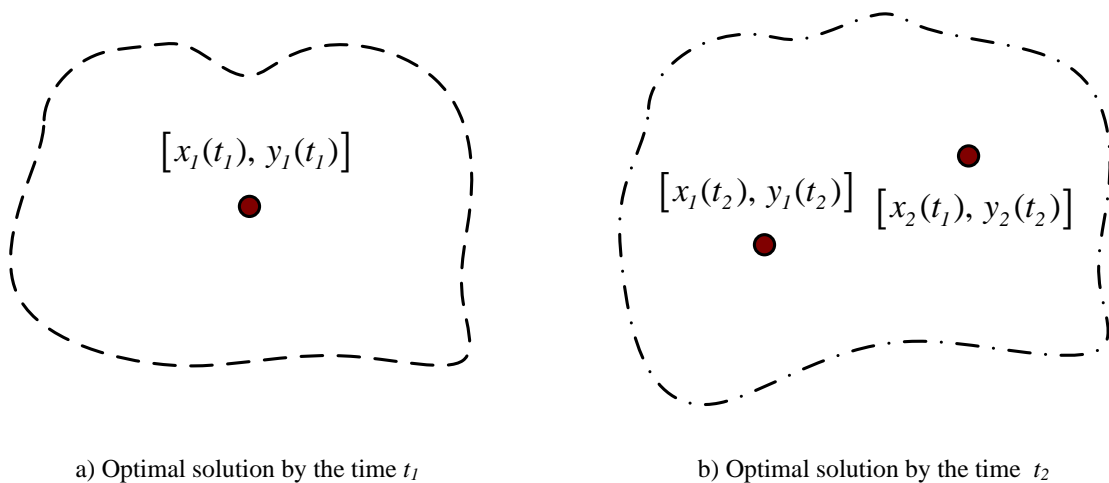 [x₁(t₁), y₁(t₁)]
[x₁(t₂), y₁(t₂)]
[x₂(t₁), y₂(t₂)]
a) Optimal solution by the time t₁
b) Optimal solution by the time t₂